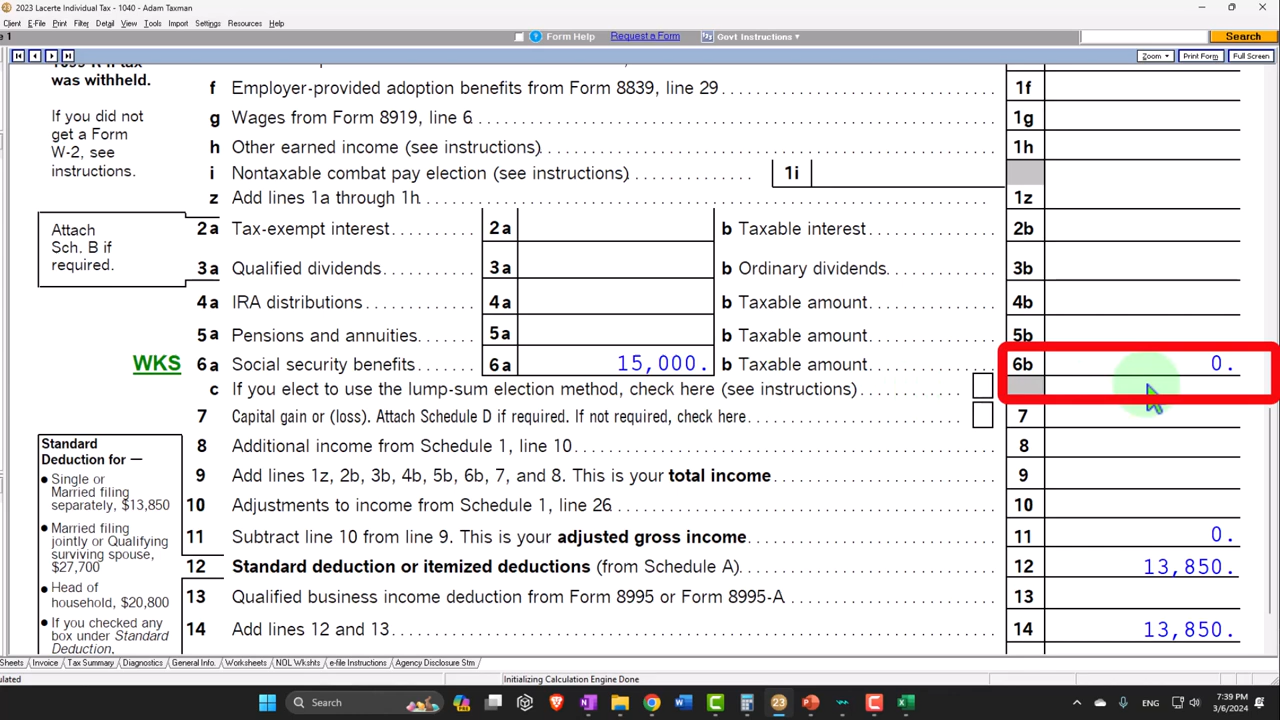 2023 Lacerte Individual Tax - 1040 - Adam Taxman
Client E-File Print Filter Detail View Tools Import Settings Resources Help
e 1 Form Help Request a Form Govt Instructions Search
Zoom Print Form Full Screen
1099-R if tax
was withheld.
If you did not
get a Form
W-2, see
instructions.
f Employer-provided adoption benefits from Form 8839, line 29 1f
g Wages from Form 8919, line 6 1g
h Other earned income (see instructions) 1h
i Nontaxable combat pay election (see instructions) 1i
z Add lines 1a through 1h 1z
Attach
Sch. B if
required.
2a Tax-exempt interest 2a b Taxable interest 2b
3a Qualified dividends 3a b Ordinary dividends 3b
4a IRA distributions 4a b Taxable amount 4b
5a Pensions and annuities 5a b Taxable amount 5b
WKS 6a Social security benefits 6a 15,000. b Taxable amount 6b 0.
c If you elect to use the lump-sum election method, check here (see instructions)
7 Capital gain or (loss). Attach Schedule D if required. If not required, check here 7
8 Additional income from Schedule 1, line 10 8
9 Add lines 1z, 2b, 3b, 4b, 5b, 6b, 7, and 8. This is your total income 9
10 Adjustments to income from Schedule 1, line 26 10
11 Subtract line 10 from line 9. This is your adjusted gross income 11 0.
12 Standard deduction or itemized deductions (from Schedule A) 12 13,850.
13 Qualified business income deduction from Form 8995 or Form 8995-A 13
14 Add lines 12 and 13 14 13,850.
Standard
Deduction for —
• Single or
Married filing
separately, $13,850
• Married filing
jointly or Qualifying
surviving spouse,
$27,700
• Head of
household, $20,800
• If you checked any
box under Standard
Deduction,
Sheets Invoice Tax Summary Diagnostics General Info. Worksheets NOL Wkshts e-file Instructions Agency Disclosure Stm
ulated Initializing Calculation Engine Done
Search 23 ENG 7:39 PM
3/6/2024